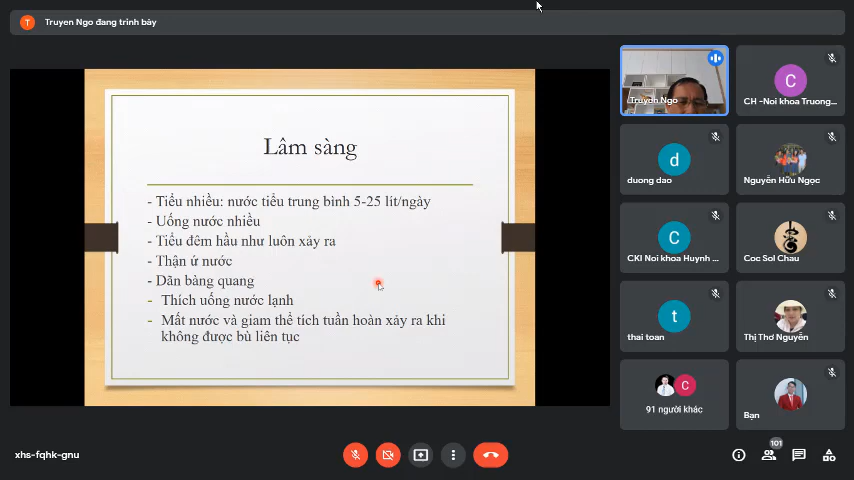 T
Truyen Ngo đang trình bày
Lâm sàng
- Tiểu nhiều: nước tiểu trung bình 5-25 lít/ngày
- Uống nước nhiều
- Tiểu đêm hầu như luôn xảy ra
- Thận ứ nước
- Dãn bàng quang
- Thích uống nước lạnh
- Mất nước và giam thể tích tuần hoàn xảy ra khi
không được bù liên tục
Truyen Ngo
C
CH -Noi khoa Truong...
d
duong dao
Nguyễn Hữu Ngọc
C
CKI Noi khoa Huynh ...
Coc Sol Chau
t
thai toan
Thị Thơ Nguyễn
C
91 người khác
Bạn
xhs-fqhk-gnu
101